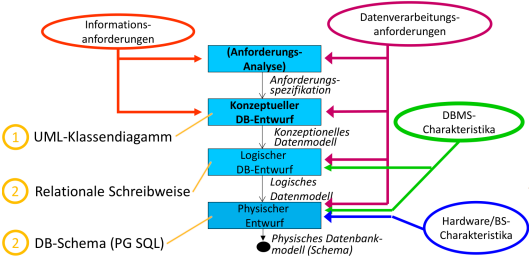 Informations-
anforderungen
Datenverarbeitungs-
anforderungen
(Anforderungs-
Analyse)
Anforderungs-
spezifikation
Konzeptueller
DB-Entwurf
DBMS-
Charakteristika
1 UML-Klassendiagamm
Konzeptionelles
Datenmodell
Logischer
DB-Entwurf
2 Relationale Schreibweise
Logisches
Datenmodell
Physischer
Entwurf
Hardware/BS-
Charakteristika
2 DB-Schema (PG SQL)
Physisches Datenbank-
modell (Schema)